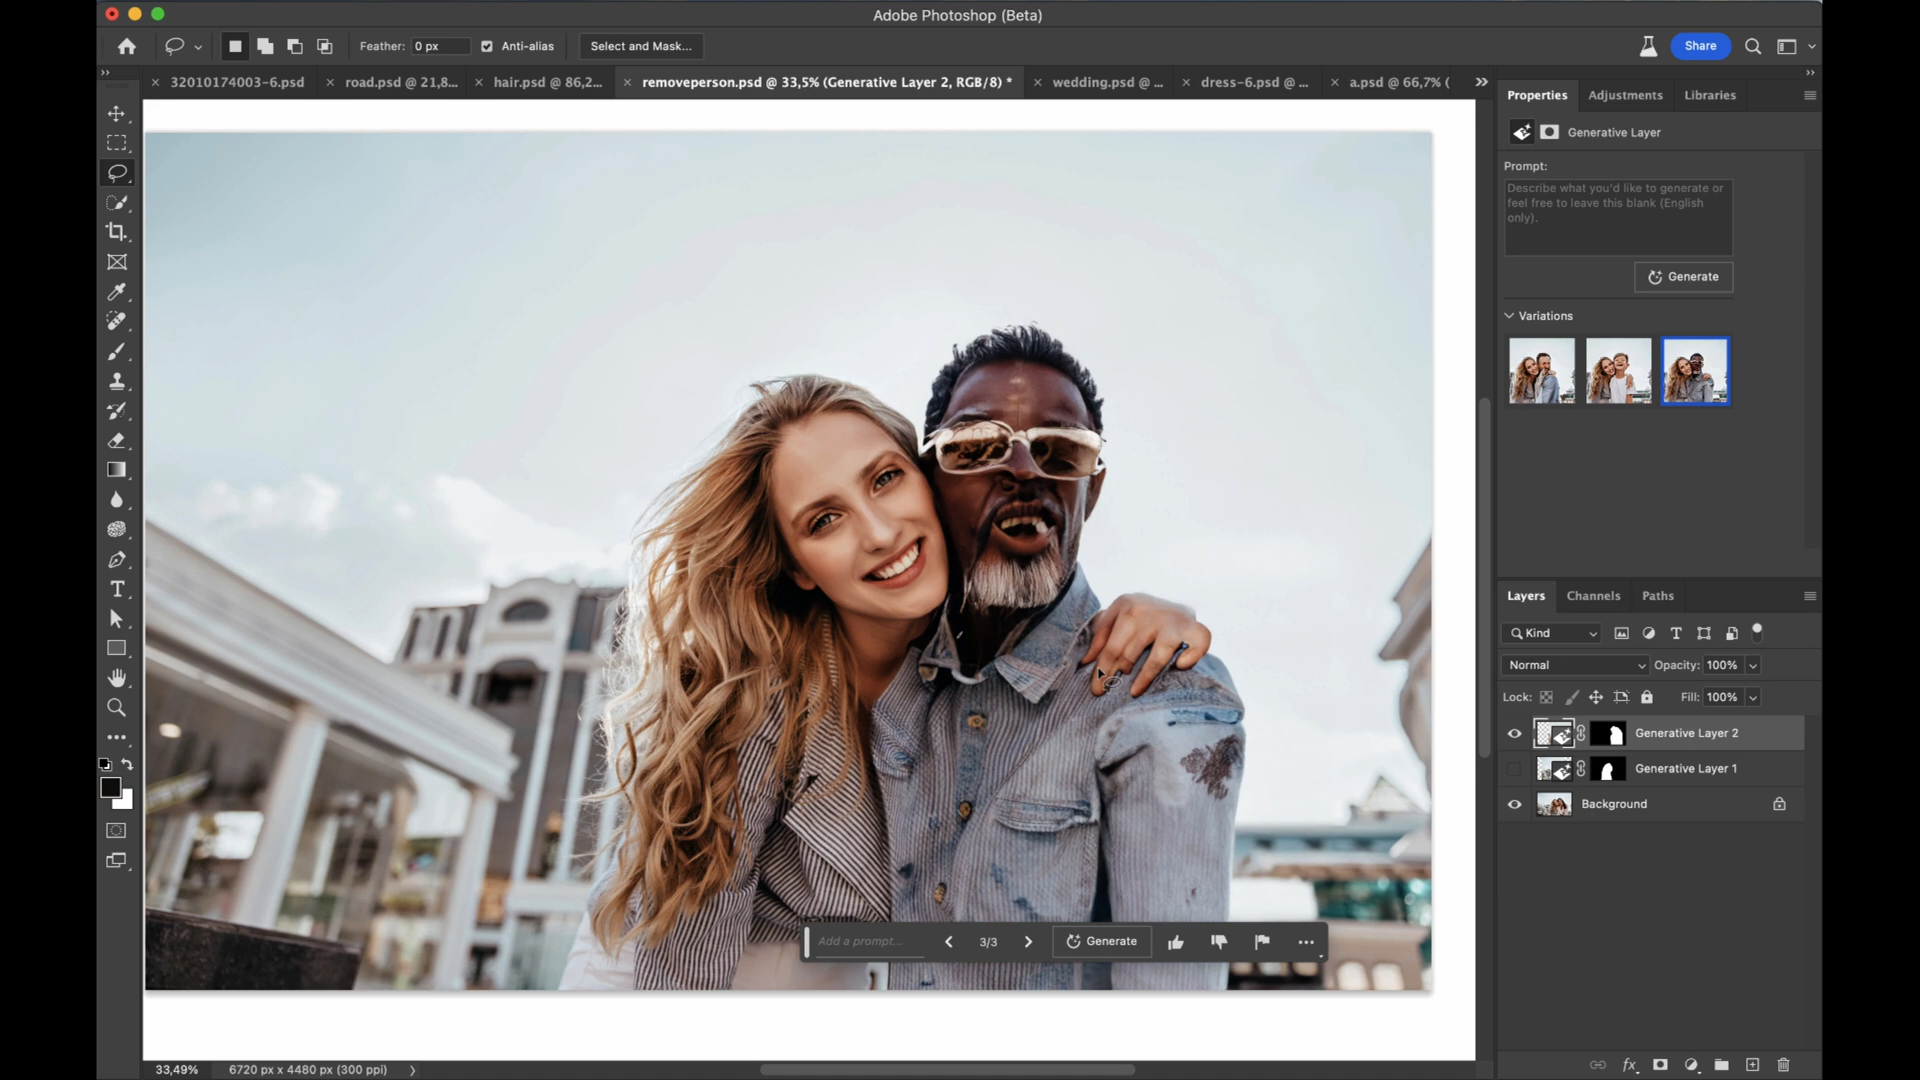 Adobe Photoshop (Beta)
Feather: 0 px Anti-alias Select and Mask... Share
32010174003-6.psd road.psd @ 21,8... hair.psd @ 86,2... removeperson.psd @ 33,5% (Generative Layer 2, RGB/8) * wedding.psd @ ... dress-6.psd @ ... a.psd @ 66,7% (
Properties Adjustments Libraries
Generative Layer
Prompt:
Describe what you'd like to generate or
feel free to leave this blank (English
only).
Generate
Variations
Layers Channels Paths
Kind
Normal Opacity: 100%
Lock: Fill: 100%
Generative Layer 2
Generative Layer 1
Background
Add a prompt... 3/3 Generate
33,49% 6720 px x 4480 px (300 ppi)